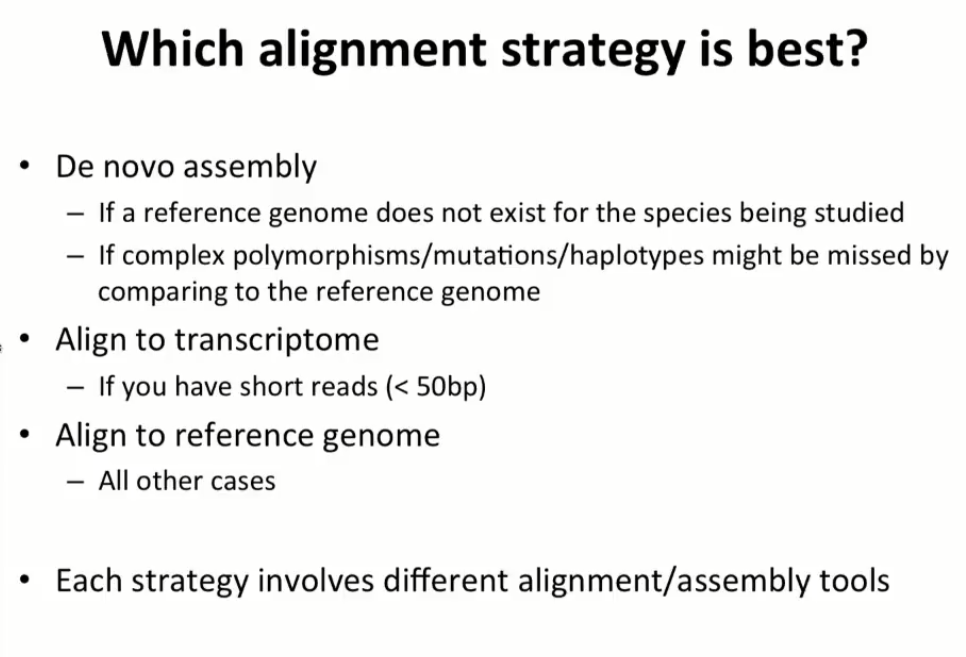 Which alignment strategy is best?
• De novo assembly
– If a reference genome does not exist for the species being studied
– If complex polymorphisms/mutations/haplotypes might be missed by
comparing to the reference genome
• Align to transcriptome
– If you have short reads (< 50bp)
• Align to reference genome
– All other cases
• Each strategy involves different alignment/assembly tools